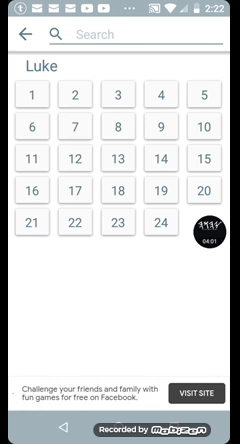 2:22
Search
Luke
1 2 3 4 5
6 7 8 9 10
11 12 13 14 15
16 17 18 19 20
21 22 23 24
04:01
Challenge your friends and family with
fun games for free on Facebook.
VISIT SITE
Recorded by Mobizen